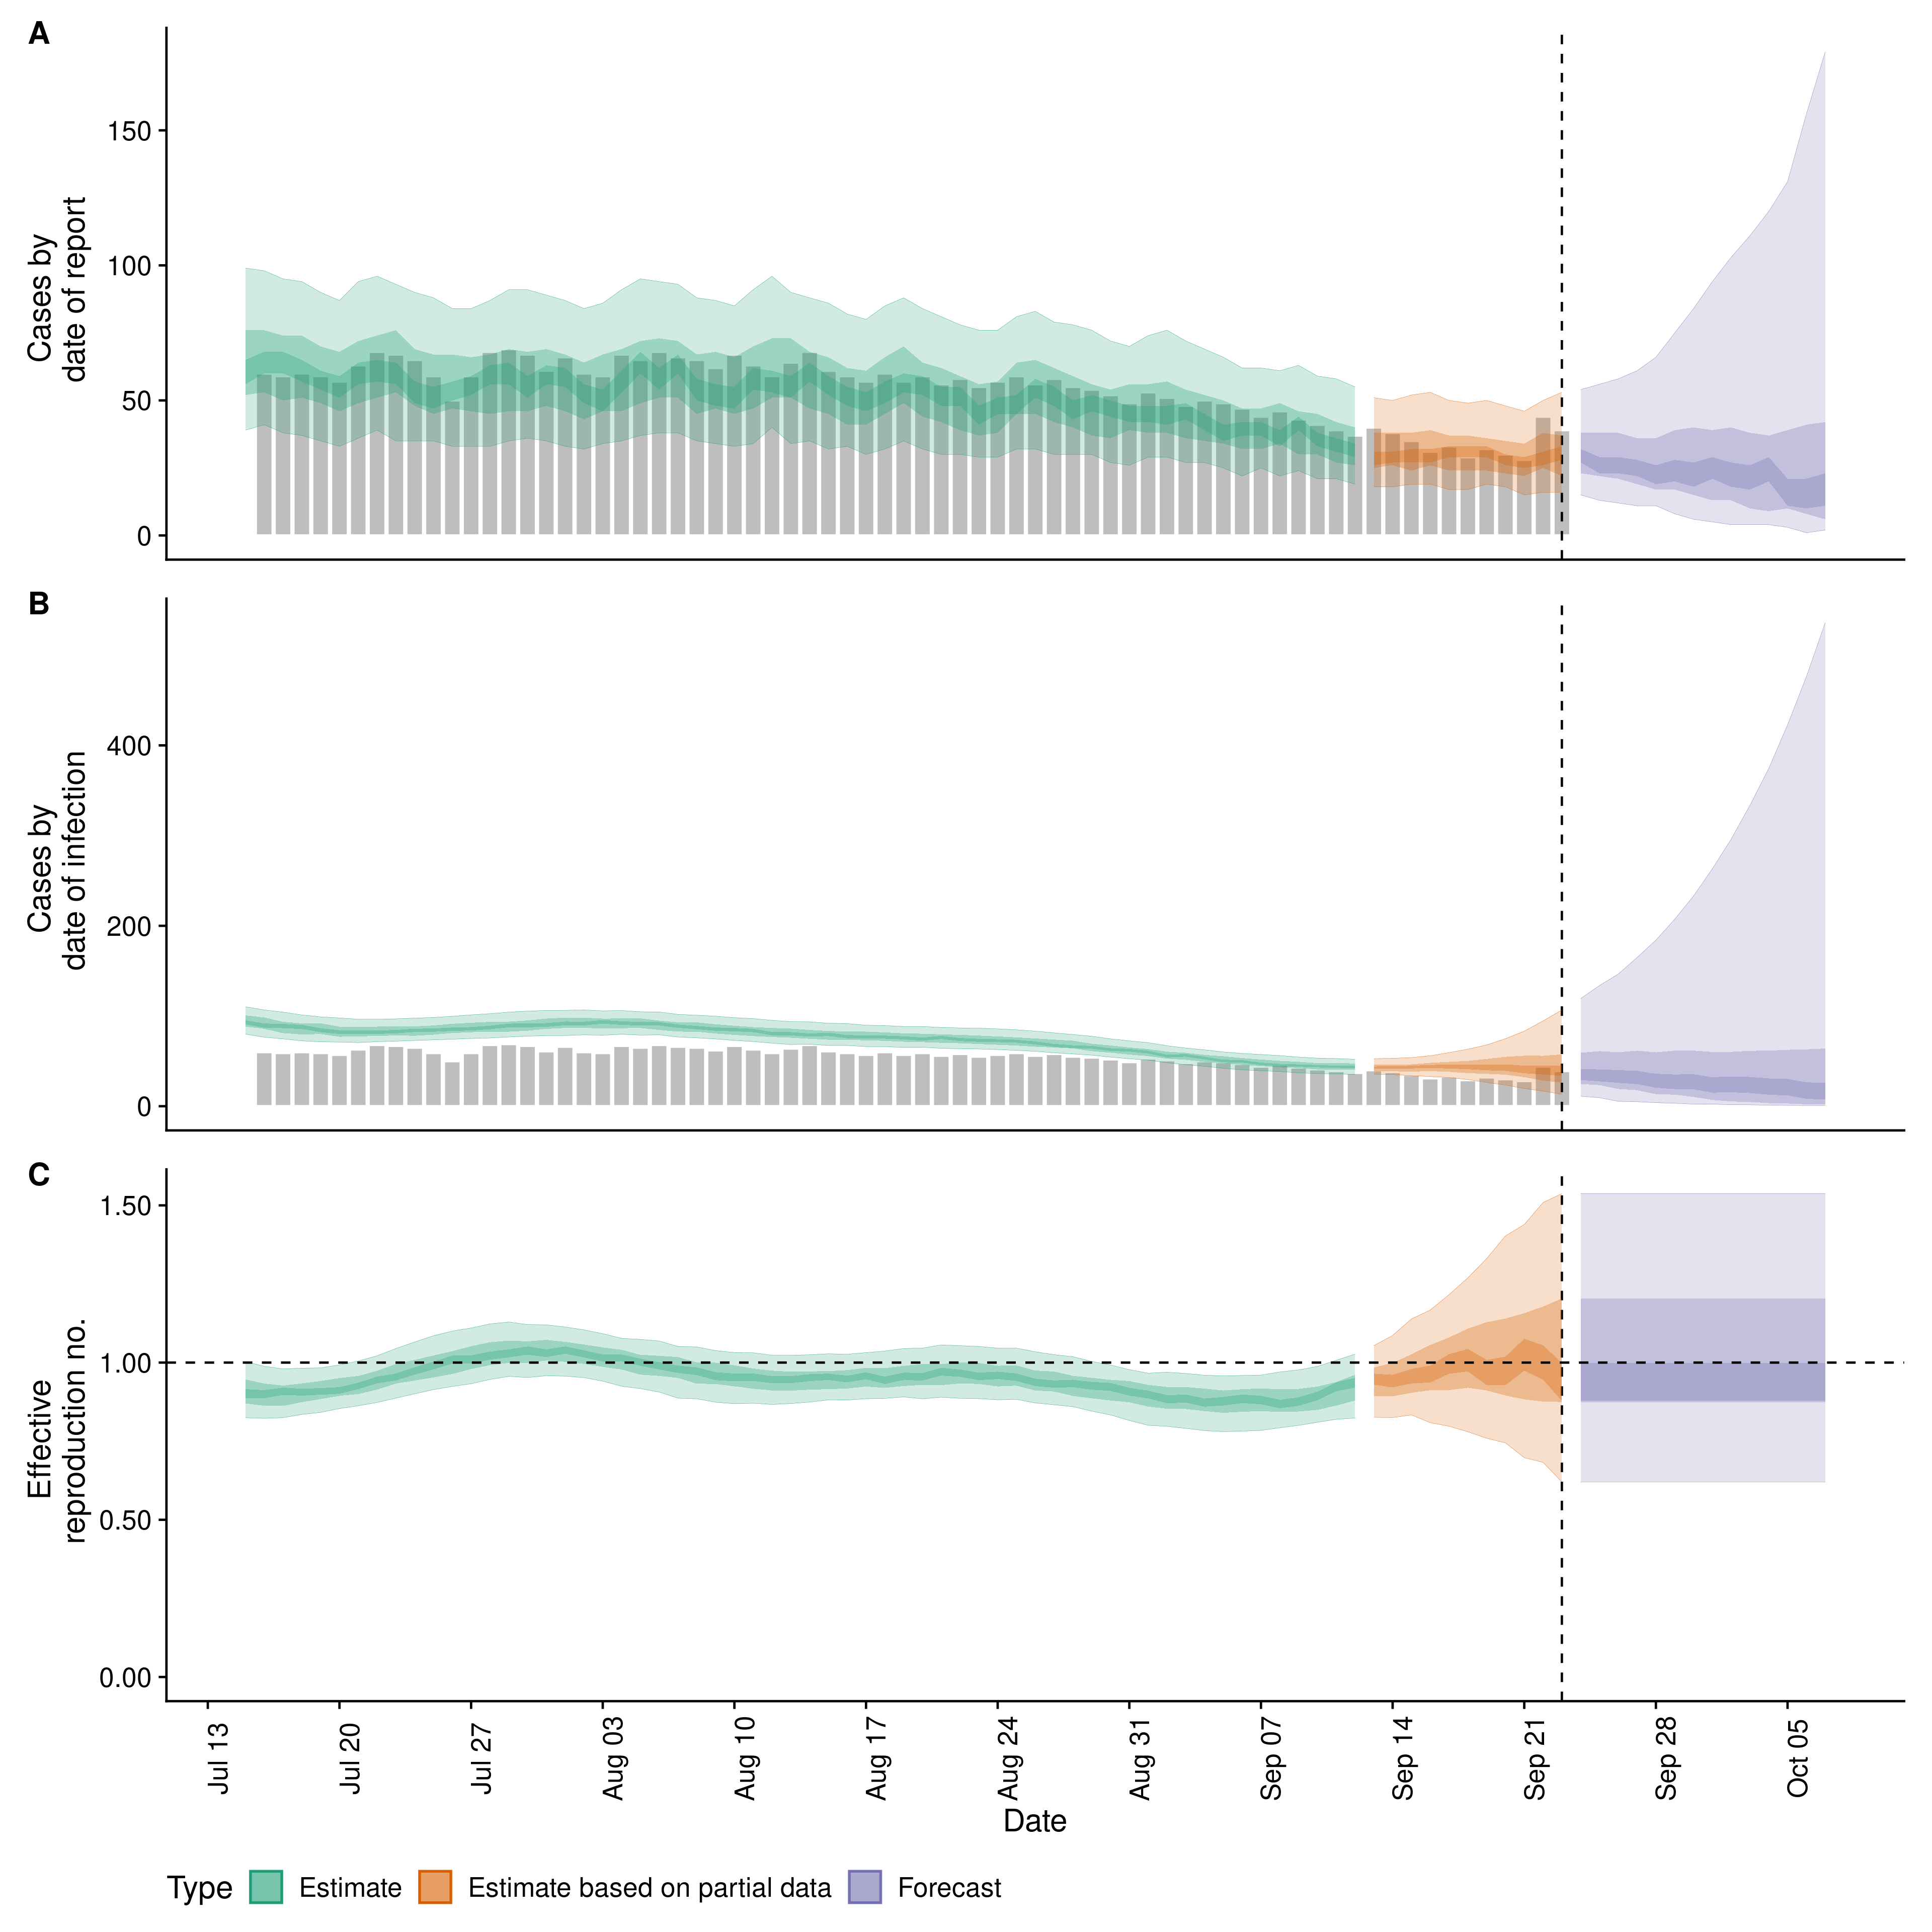 A
Cases by
date of report
150
100
50
0
B
Cases by
date of infection
400
200
0
C
Effective
reproduction no.
1.50
1.00
0.50
0.00
Jul 13
Jul 20
Jul 27
Aug 03
Aug 10
Aug 17
Aug 24
Aug 31
Sep 07
Sep 14
Sep 21
Sep 28
Oct 05
Date
Type Estimate Estimate based on partial data Forecast